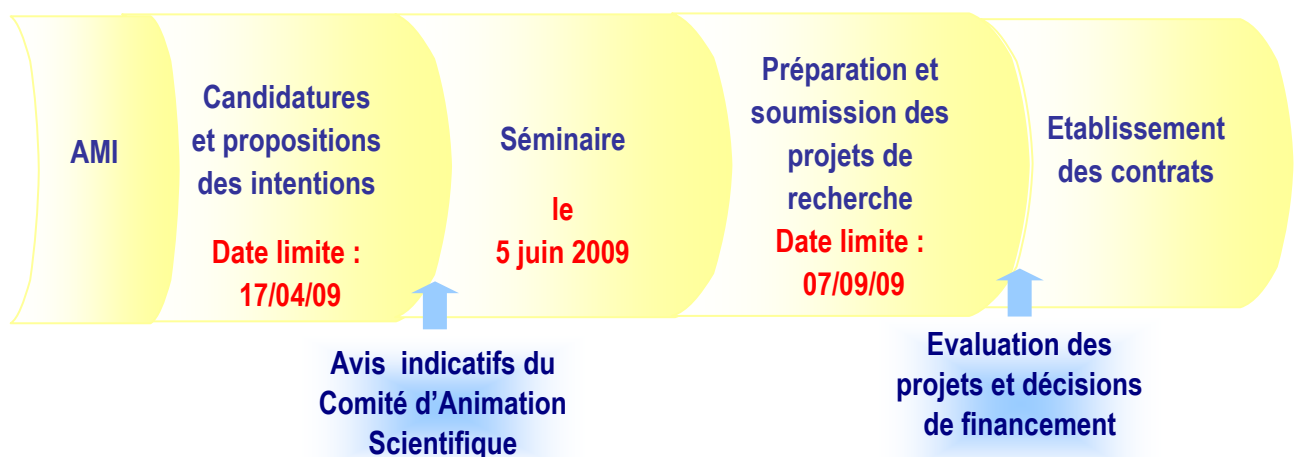 AMI
Candidatures
et propositions
des intentions
Date limite :
17/04/09
Séminaire
le
5 juin 2009
Préparation et
soumission des
projets de
recherche
Date limite :
07/09/09
Etablissement
des contrats
Avis indicatifs du
Comité d'Animation
Scientifique
Evaluation des
projets et décisions
de financement